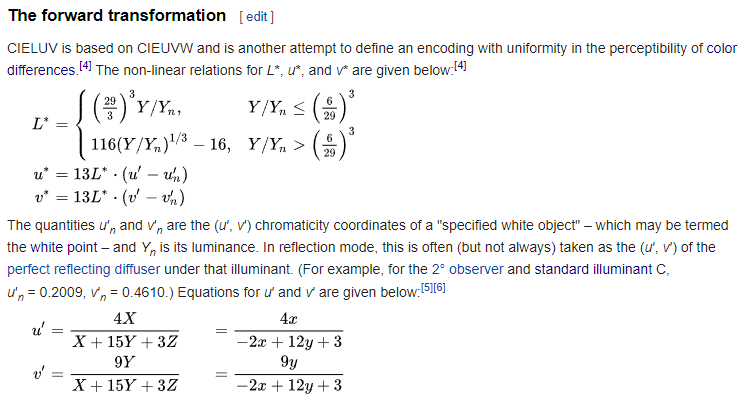 The forward transformation [ edit ]
CIELUV is based on CIEUVW and is another attempt to define an encoding with uniformity in the perceptibility of color
differences.[4] The non-linear relations for L*, u*, and v* are given below:[4]
L* = { (29/3)³ Y/Yₙ, Y/Yₙ ≤ (6/29)³
116(Y/Yₙ)^1/3 − 16, Y/Yₙ > (6/29)³
u* = 13L* · (u′ − u′ₙ)
v* = 13L* · (v′ − v′ₙ)
The quantities u′ₙ and v′ₙ are the (u′, v′) chromaticity coordinates of a "specified white object" – which may be termed
the white point – and Yₙ is its luminance. In reflection mode, this is often (but not always) taken as the (u′, v′) of the
perfect reflecting diffuser under that illuminant. (For example, for the 2° observer and standard illuminant C,
u′ₙ = 0.2009, v′ₙ = 0.4610.) Equations for u′ and v′ are given below:[5][6]
u′ = 4X / (X + 15Y + 3Z) = 4x / (−2x + 12y + 3)
v′ = 9Y / (X + 15Y + 3Z) = 9y / (−2x + 12y + 3)